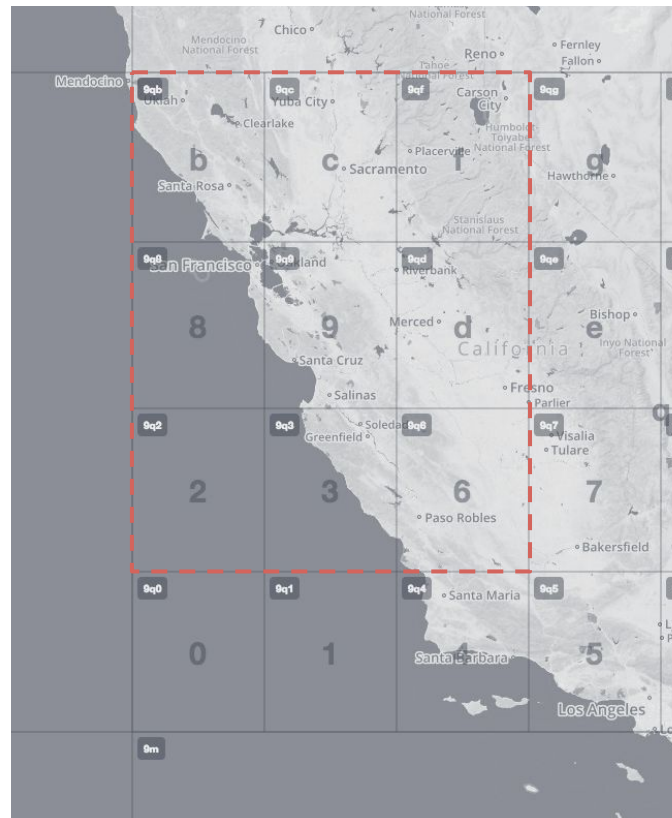 National Forest
Chico
Mendocino
National Forest
Reno
Fernley
Fallon
Tahoe
National Forest
Mendocino
9qb
9qc
9qf
9qg
Ukiah
Yuba City
Carson
City
Clearlake
Humboldt-
Toiyabe
National Forest
Placerville
b
c
f
g
Sacramento
Hawthorne
Santa Rosa
Stanislaus
National Forest
9q8
9q9
9qd
9qe
San Francisco
Oakland
Riverbank
Bishop
8
9
Merced
d
e
California
Inyo National
Forest
Santa Cruz
Fresno
Salinas
Parlier
q
9q2
9q3
9q6
9q7
Soledad
Greenfield
Visalia
Tulare
2
3
6
7
Paso Robles
Bakersfield
9q0
9q1
9q4
9q5
Santa Maria
0
1
4
5
Santa Barbara
Los Angeles
9m